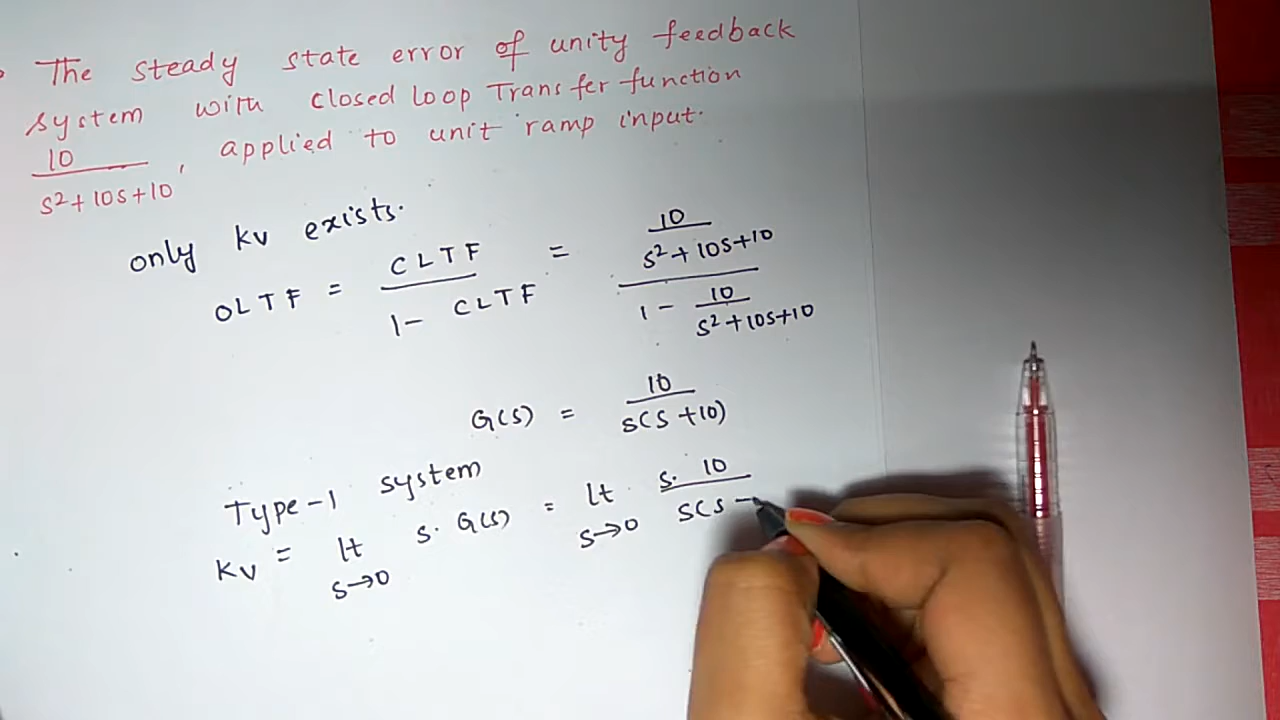 The steady state error of unity feedback
system with closed loop Transfer function
10 / s²+10s+10 , applied to unit ramp input.
only kv exists.
OLTF = CLTF / 1- CLTF = 10 / s²+10s+10 / 1 - 10 / s²+10s+10
G(s) = 10 / s(s+10)
Type-1 system
kv = lt s→0 s. G(s) = lt s→0 s. 10 / s(s -